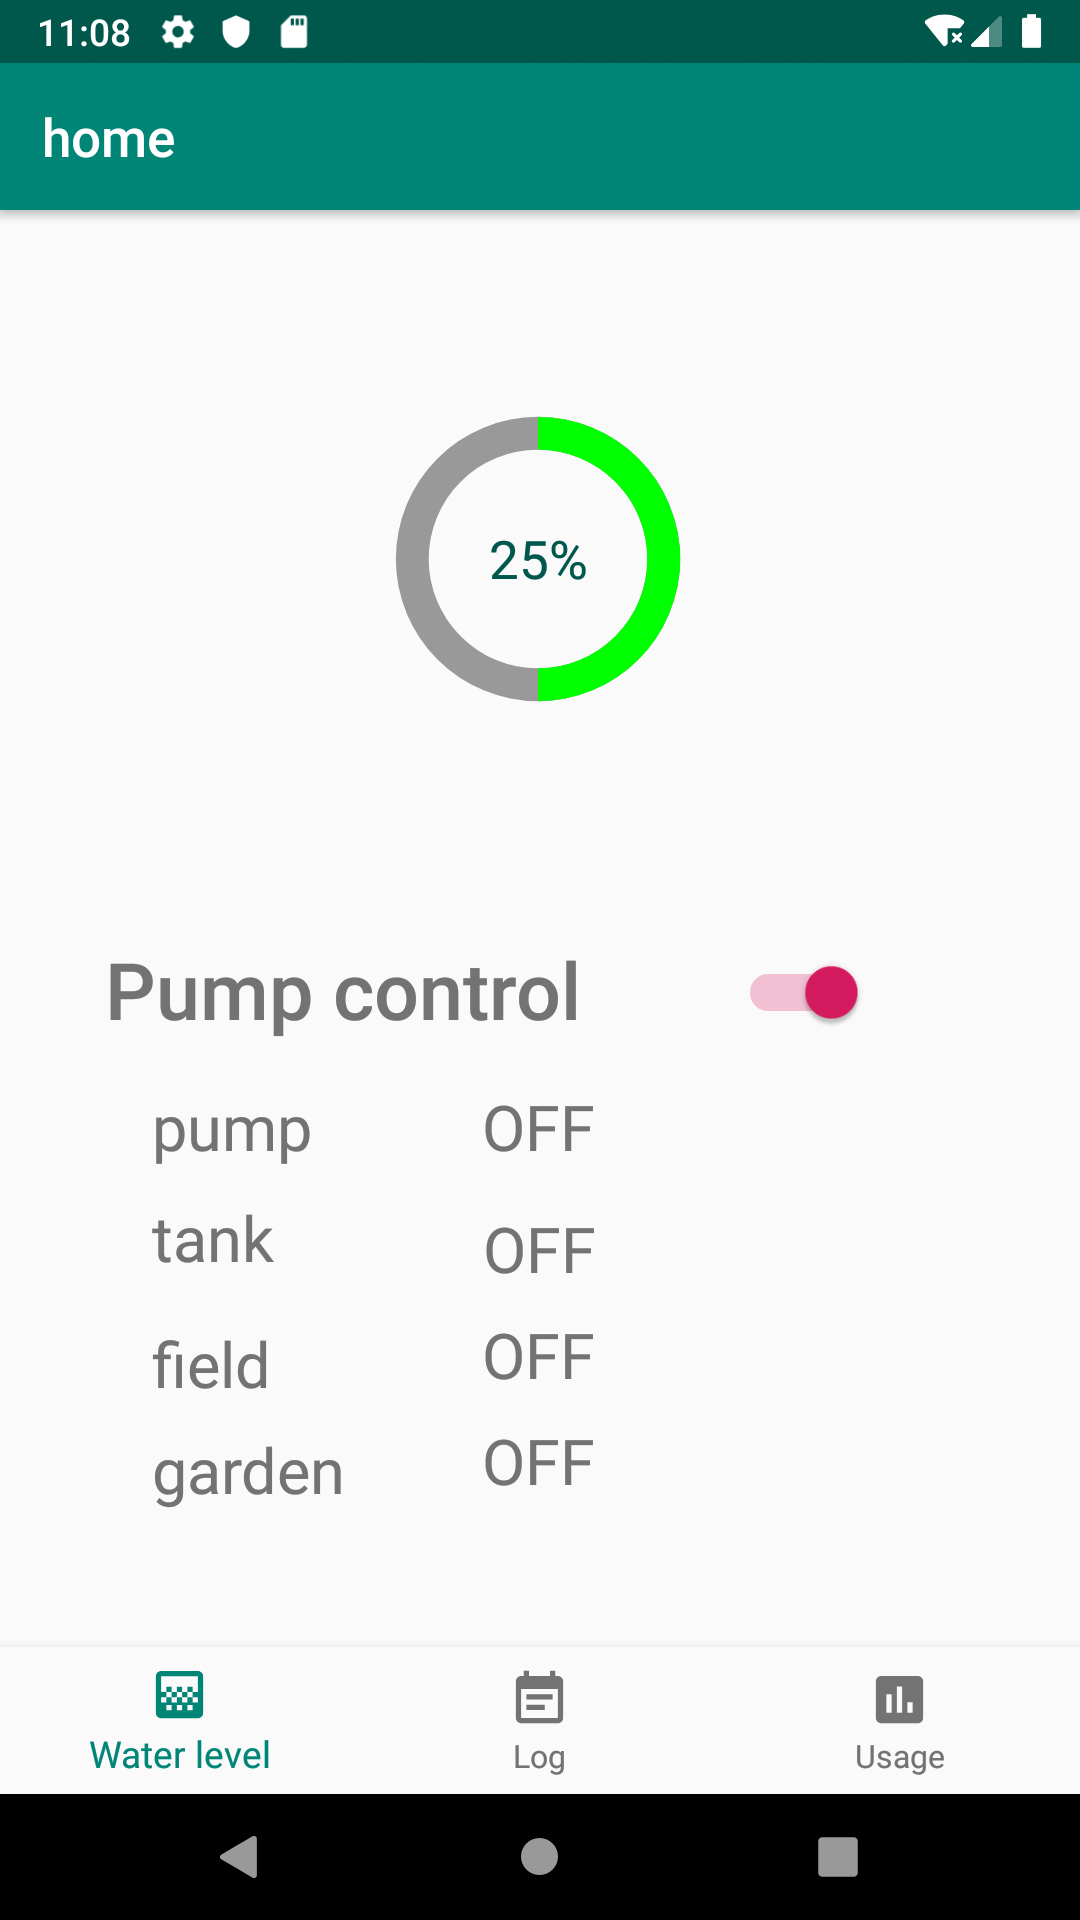 11:08
home
25%
Pump control
pump OFF
tank OFF
field OFF
garden OFF
Water level Log Usage